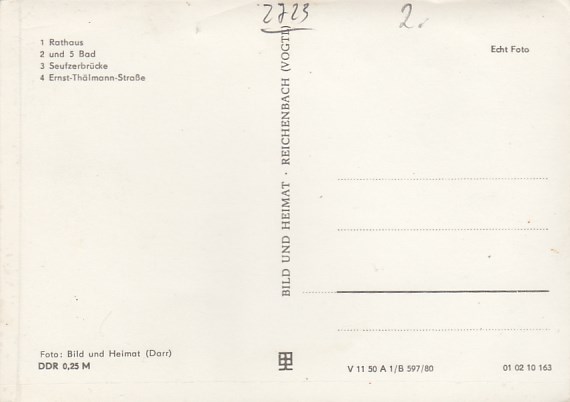 2723
2.
1 Rathaus
2 und 5 Bad
3 Seufzerbrücke
4 Ernst-Thälmann-Straße
Echt Foto
BILD UND HEIMAT · REICHENBACH (VOGTL)
Foto: Bild und Heimat (Darr)
DDR 0,25 M
V 11 50 A 1/B 597/80
01 02 10 163